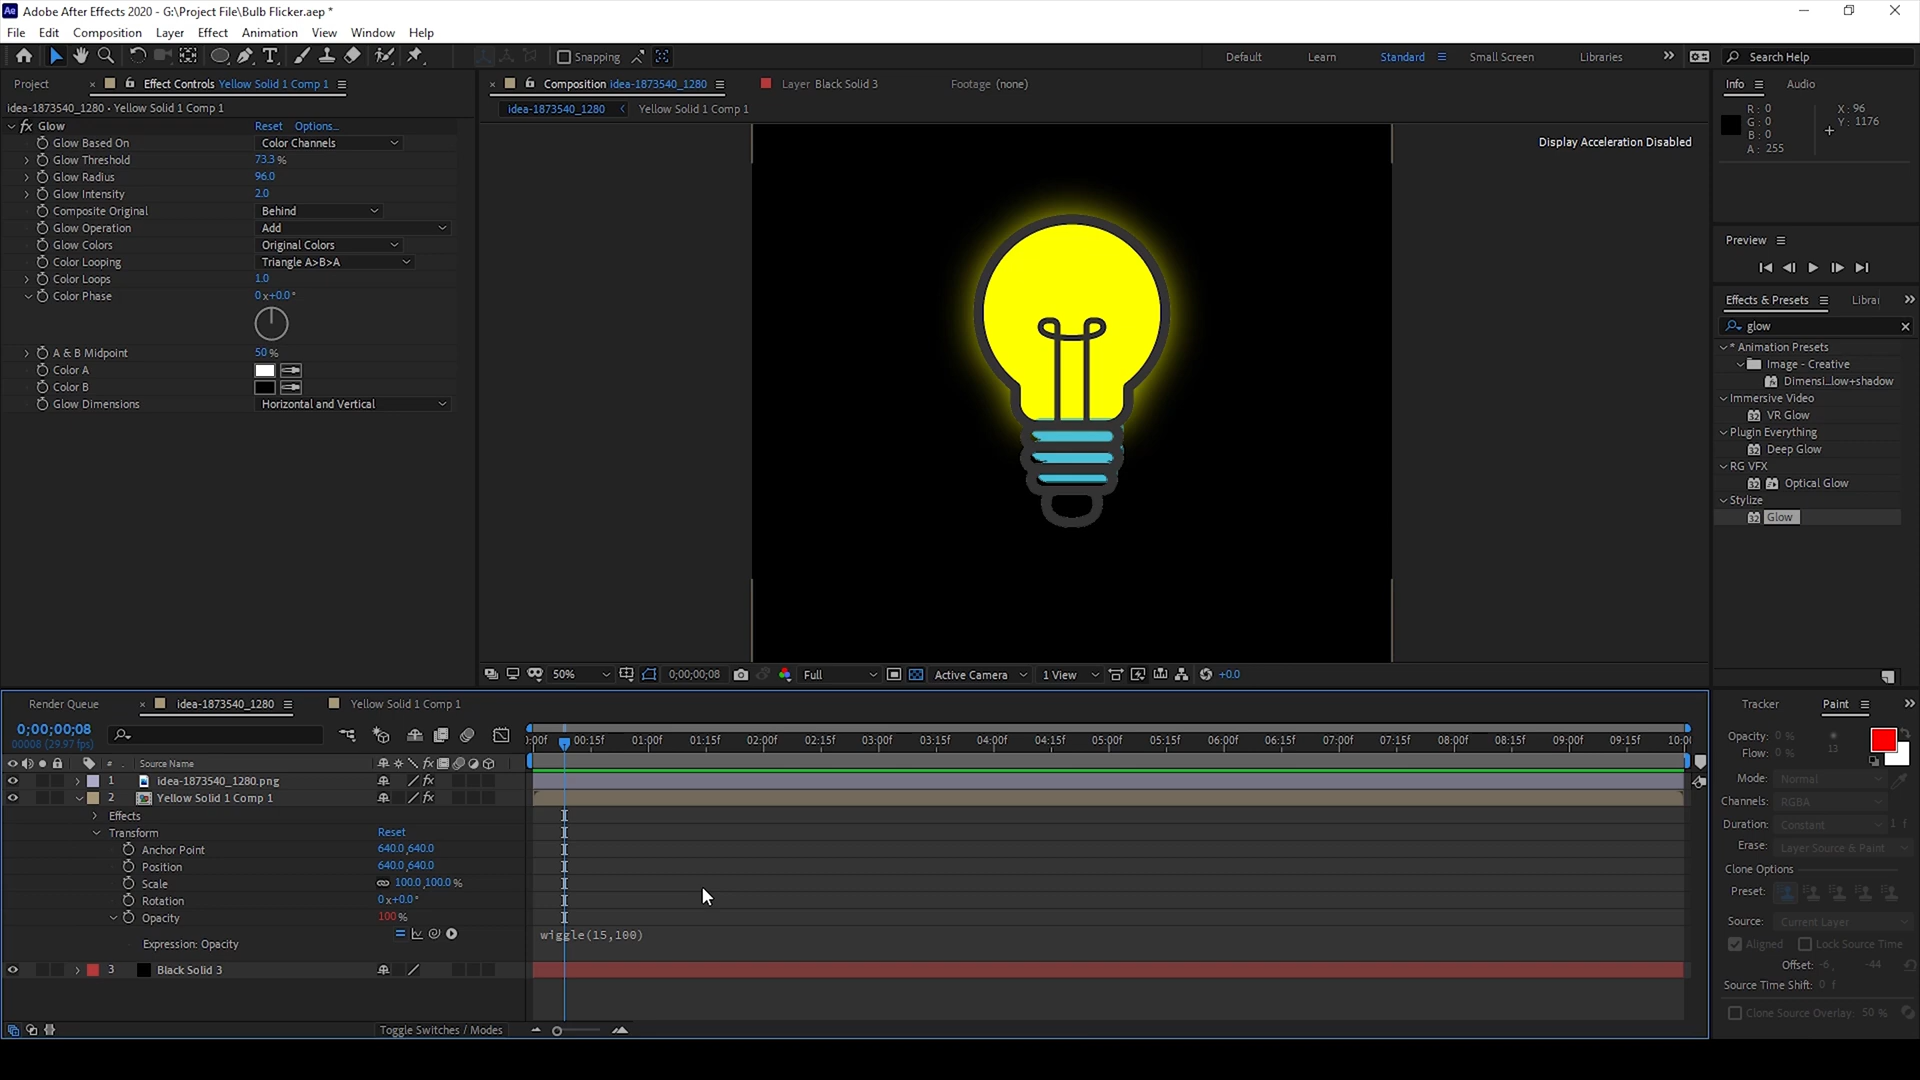 Adobe After Effects 2020 - G:\Project File\Bulb Flicker.aep *
File Edit Composition Layer Effect Animation View Window Help
Snapping Default Learn Standard Small Screen Libraries Search Help
Project Effect Controls Yellow Solid 1 Comp 1
idea-1873540_1280 • Yellow Solid 1 Comp 1
fx Glow Reset Options...
Glow Based On Color Channels
Glow Threshold 73.3 %
Glow Radius 96.0
Glow Intensity 2.0
Composite Original Behind
Glow Operation Add
Glow Colors Original Colors
Color Looping Triangle A>B>A
Color Loops 1.0
Color Phase 0 x+0.0 °
A & B Midpoint 50 %
Color A
Color B
Glow Dimensions Horizontal and Vertical
Composition idea-1873540_1280 Layer Black Solid 3 Footage (none)
idea-1873540_1280 Yellow Solid 1 Comp 1
Display Acceleration Disabled
50% 0;00;00;08 Full Active Camera 1 View +0.0
Info Audio
R : 0
G : 0
B : 0
A : 255
X : 96
Y : 1176
Preview
Effects & Presets Librai
glow
* Animation Presets
Image - Creative
Dimensi...low+shadow
Immersive Video
VR Glow
Plugin Everything
Deep Glow
RG VFX
Optical Glow
Stylize
Glow
Render Queue idea-1873540_1280 Yellow Solid 1 Comp 1
0;00;00;08
00008 (29.97 fps)
:00f 00:15f 01:00f 01:15f 02:00f 02:15f 03:00f 03:15f 04:00f 04:15f 05:00f 05:15f 06:00f 06:15f 07:00f 07:15f 08:00f 08:15f 09:00f 09:15f 10:0
# Source Name
1 idea-1873540_1280.png
2 Yellow Solid 1 Comp 1
Effects
Transform Reset
Anchor Point 640.0,640.0
Position 640.0,640.0
Scale 100.0,100.0 %
Rotation 0 x+0.0 °
Opacity 100 %
Expression: Opacity wiggle(15,100)
3 Black Solid 3
Toggle Switches / Modes
Tracker Paint
Opacity: 0 %
Flow: 0 % 13
Mode: Normal
Channels: RGBA
Duration: Constant 1 f
Erase: Layer Source & Paint
Clone Options
Preset:
Source: Current Layer
Aligned Lock Source Time
Offset: -6 , -44
Source Time Shift: 0 f
Clone Source Overlay: 50 %